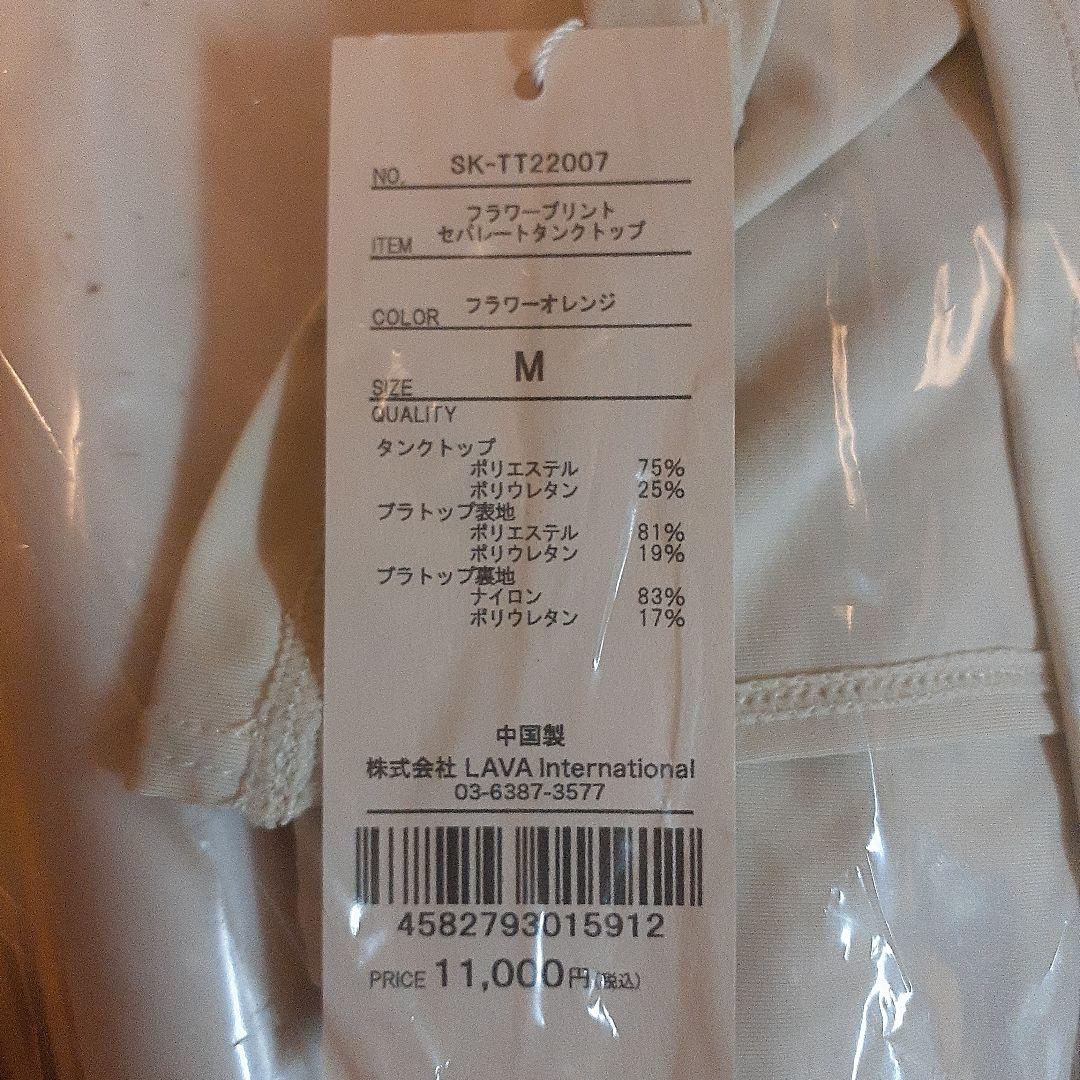 NO. SK-TT22007
フラワープリント
ITEM セパレートタンクトップ
COLOR フラワーオレンジ
SIZE M
QUALITY
タンクトップ
ポリエステル 75%
ポリウレタン 25%
ブラトップ表地
ポリエステル 81%
ポリウレタン 19%
ブラトップ裏地
ナイロン 83%
ポリウレタン 17%
中国製
株式会社 LAVA International
03-6387-3577
4582793015912
PRICE 11,000円(税込)